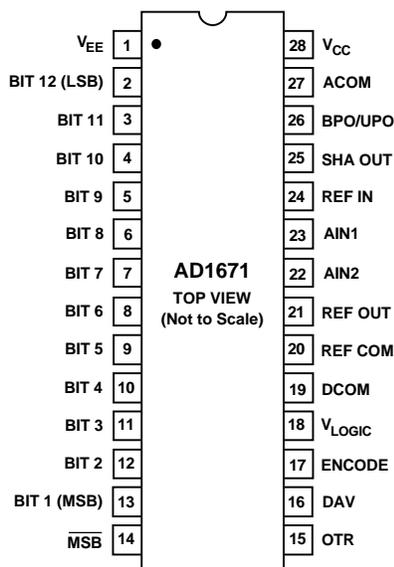 V_EE 1 28 V_CC
BIT 12 (LSB) 2 27 ACOM
BIT 11 3 26 BPO/UPO
BIT 10 4 25 SHA OUT
BIT 9 5 24 REF IN
BIT 8 6 23 AIN1
BIT 7 7 22 AIN2
AD1671
TOP VIEW
(Not to Scale)
BIT 6 8 21 REF OUT
BIT 5 9 20 REF COM
BIT 4 10 19 DCOM
BIT 3 11 18 V_LOGIC
BIT 2 12 17 ENCODE
BIT 1 (MSB) 13 16 DAV
M̅S̅B̅ 14 15 OTR